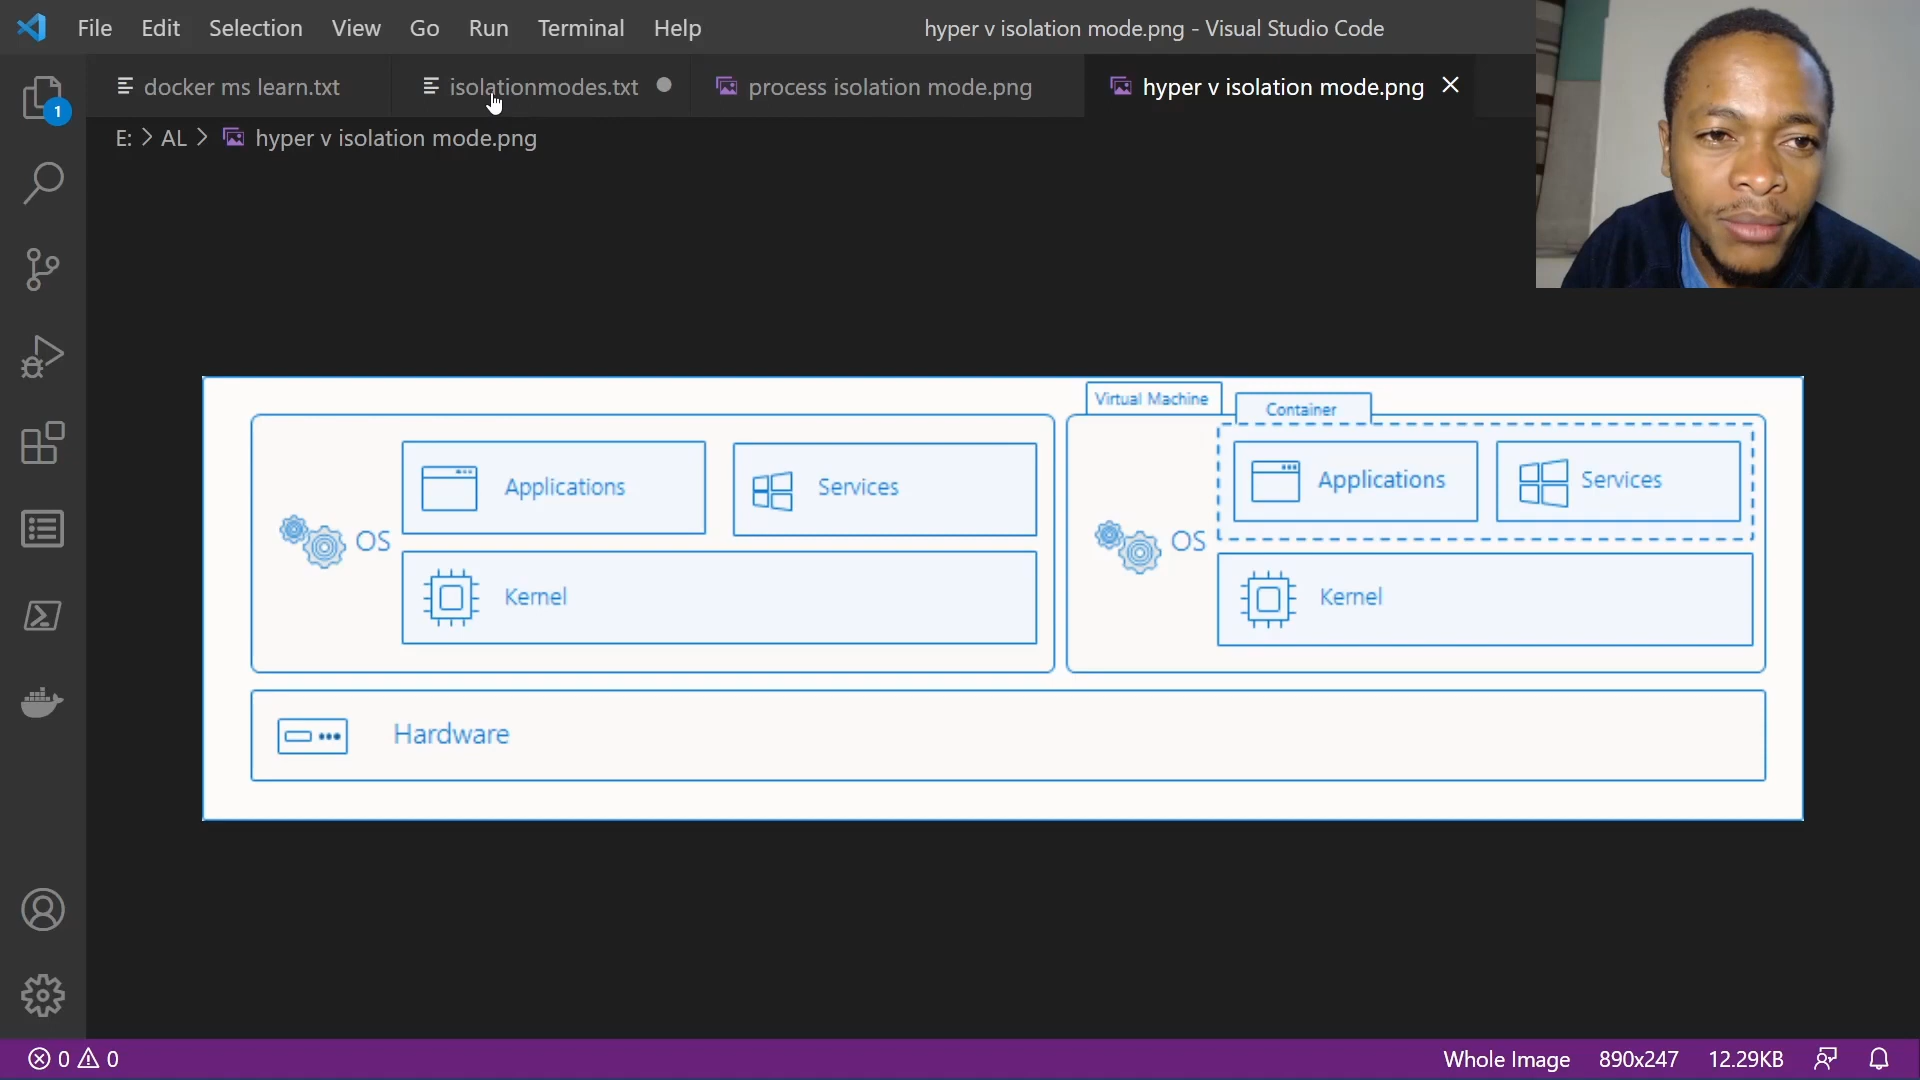 File Edit Selection View Go Run Terminal Help
hyper v isolation mode.png - Visual Studio Code
docker ms learn.txt isolationmodes.txt process isolation mode.png hyper v isolation mode.png
1
E: > AL > hyper v isolation mode.png
Virtual Machine
Container
Applications
Services
OS
Kernel
Applications
Services
OS
Kernel
Hardware
0 0 Whole Image 890x247 12.29KB